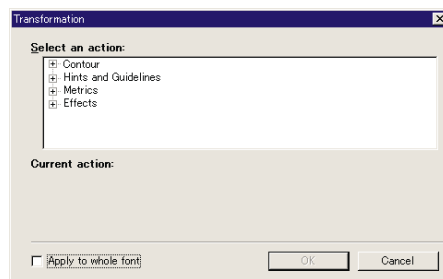 Transformation
Select an action:
Contour
Hints and Guidelines
Metrics
Effects
Current action:
Apply to whole font
OK
Cancel